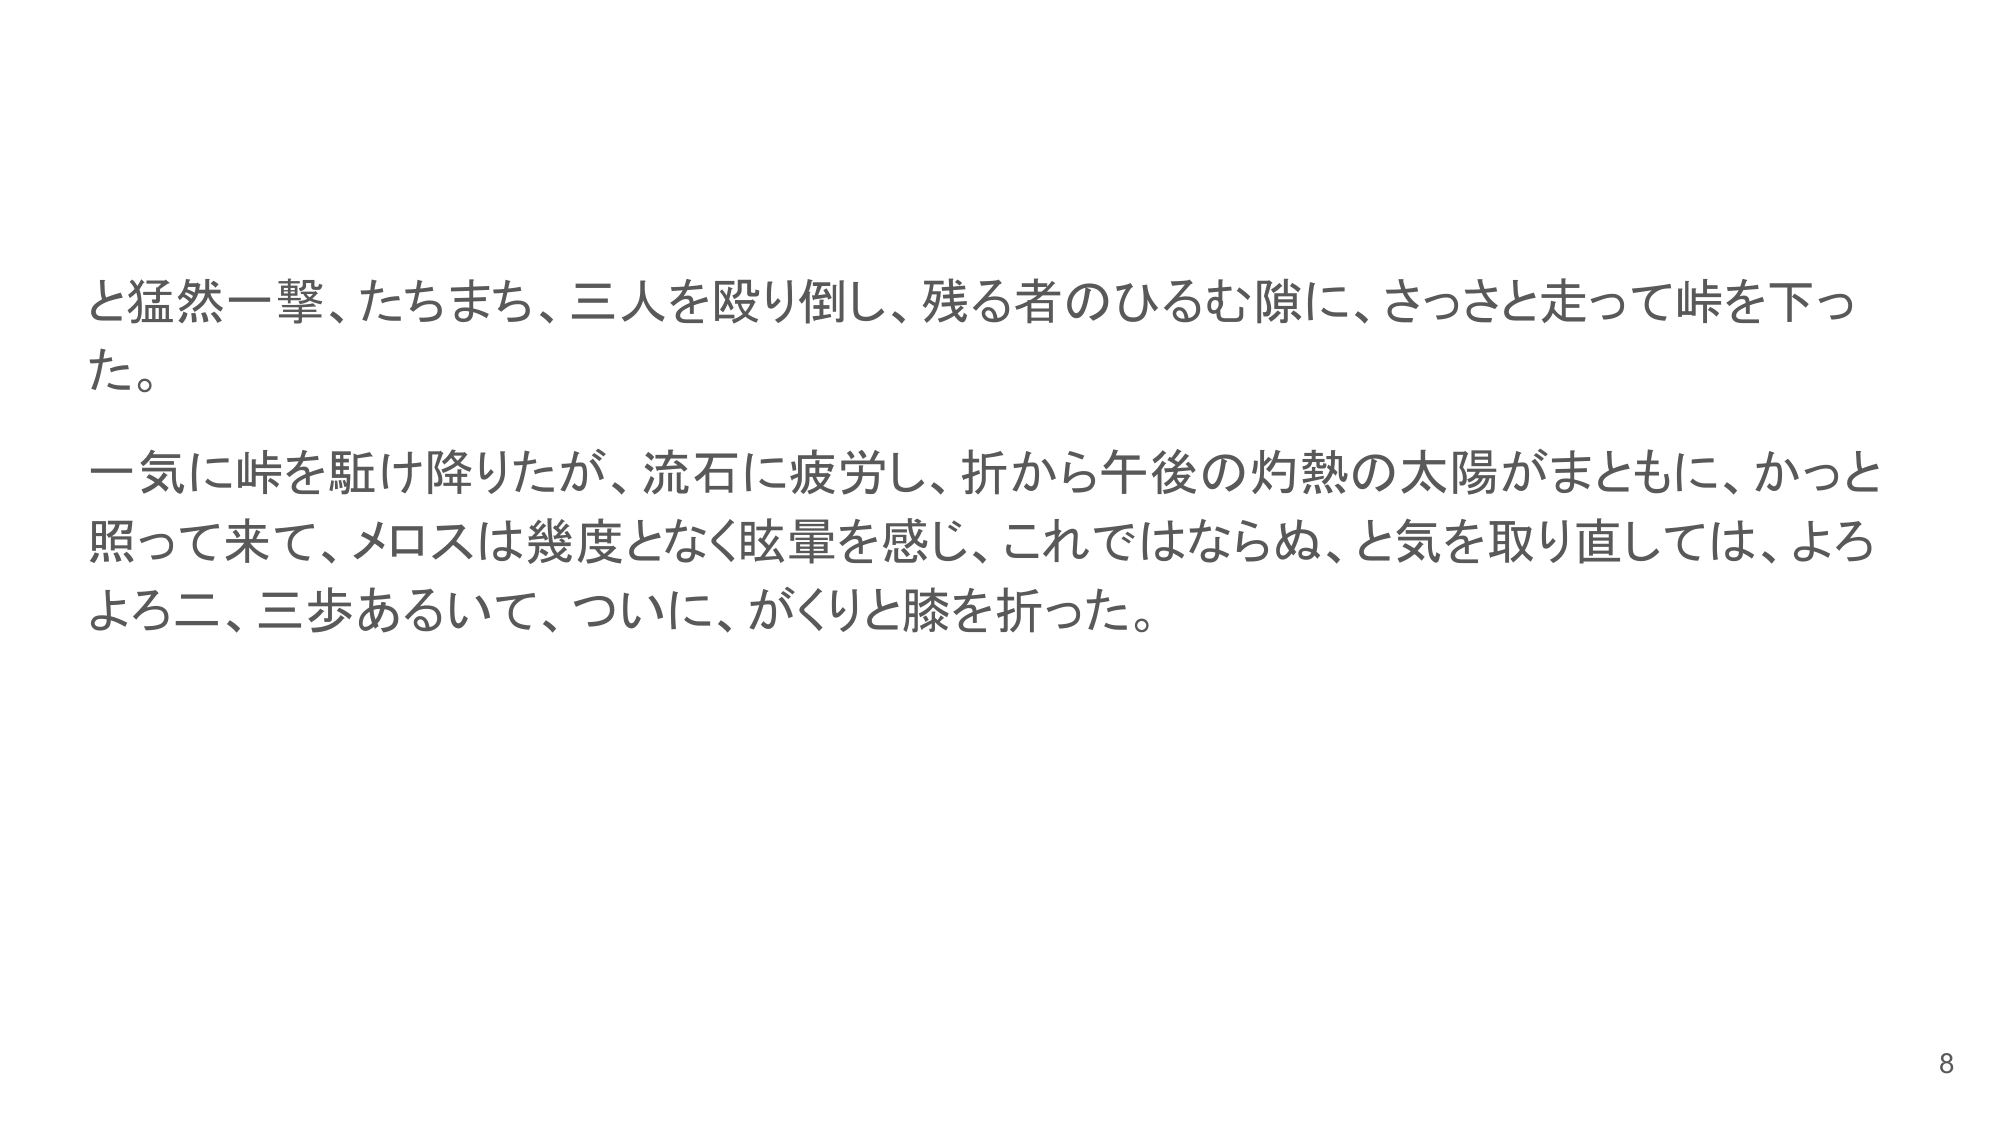 と猛然一撃、たちまち、三人を殴り倒し、残る者のひるむ隙に、さっさと走って峠を下っ
た。
一気に峠を駈け降りたが、流石に疲労し、折から午後の灼熱の太陽がまともに、かっと
照って来て、メロスは幾度となく眩暈を感じ、これではならぬ、と気を取り直しては、よろ
よろ二、三歩あるいて、ついに、がくりと膝を折った。
8